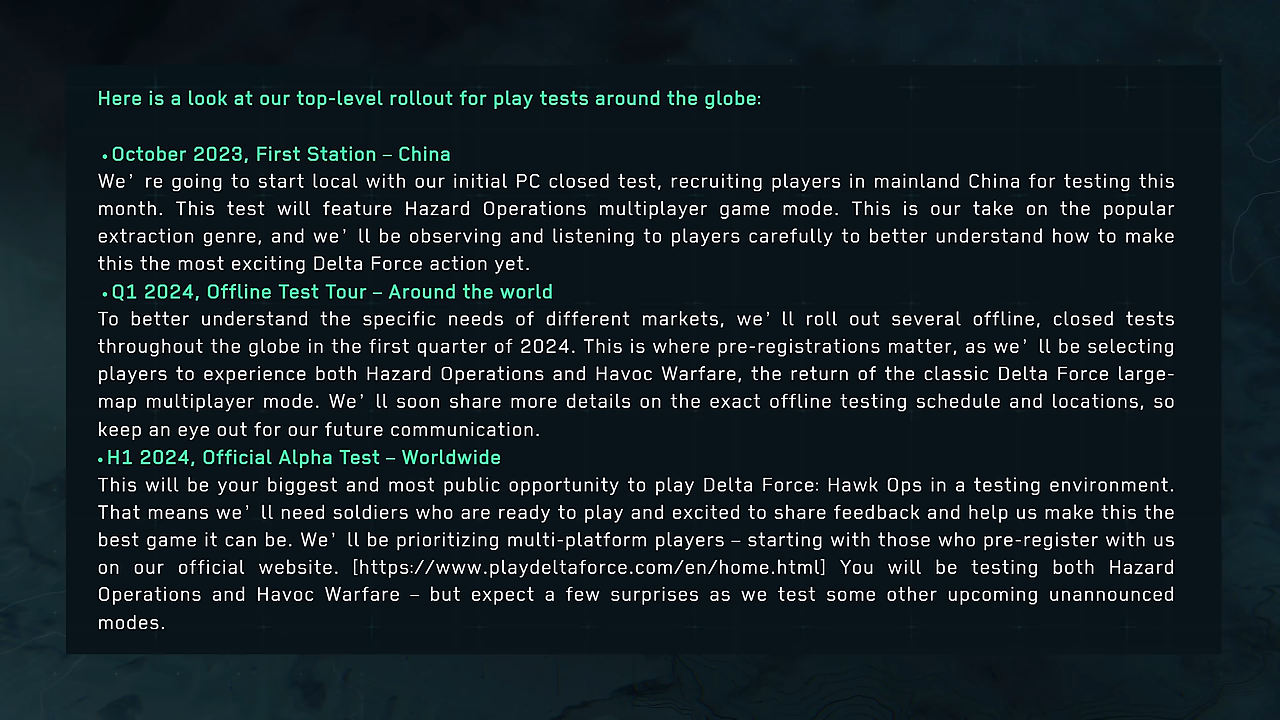 Here is a look at our top-level rollout for play tests around the globe:
•October 2023, First Station – China
We’ re going to start local with our initial PC closed test, recruiting players in mainland China for testing this
month. This test will feature Hazard Operations multiplayer game mode. This is our take on the popular
extraction genre, and we’ ll be observing and listening to players carefully to better understand how to make
this the most exciting Delta Force action yet.
•Q1 2024, Offline Test Tour – Around the world
To better understand the specific needs of different markets, we’ ll roll out several offline, closed tests
throughout the globe in the first quarter of 2024. This is where pre-registrations matter, as we’ ll be selecting
players to experience both Hazard Operations and Havoc Warfare, the return of the classic Delta Force large-
map multiplayer mode. We’ ll soon share more details on the exact offline testing schedule and locations, so
keep an eye out for our future communication.
•H1 2024, Official Alpha Test – Worldwide
This will be your biggest and most public opportunity to play Delta Force: Hawk Ops in a testing environment.
That means we’ ll need soldiers who are ready to play and excited to share feedback and help us make this the
best game it can be. We’ ll be prioritizing multi-platform players – starting with those who pre-register with us
on our official website. [https://www.playdeltaforce.com/en/home.html] You will be testing both Hazard
Operations and Havoc Warfare – but expect a few surprises as we test some other upcoming unannounced
modes.